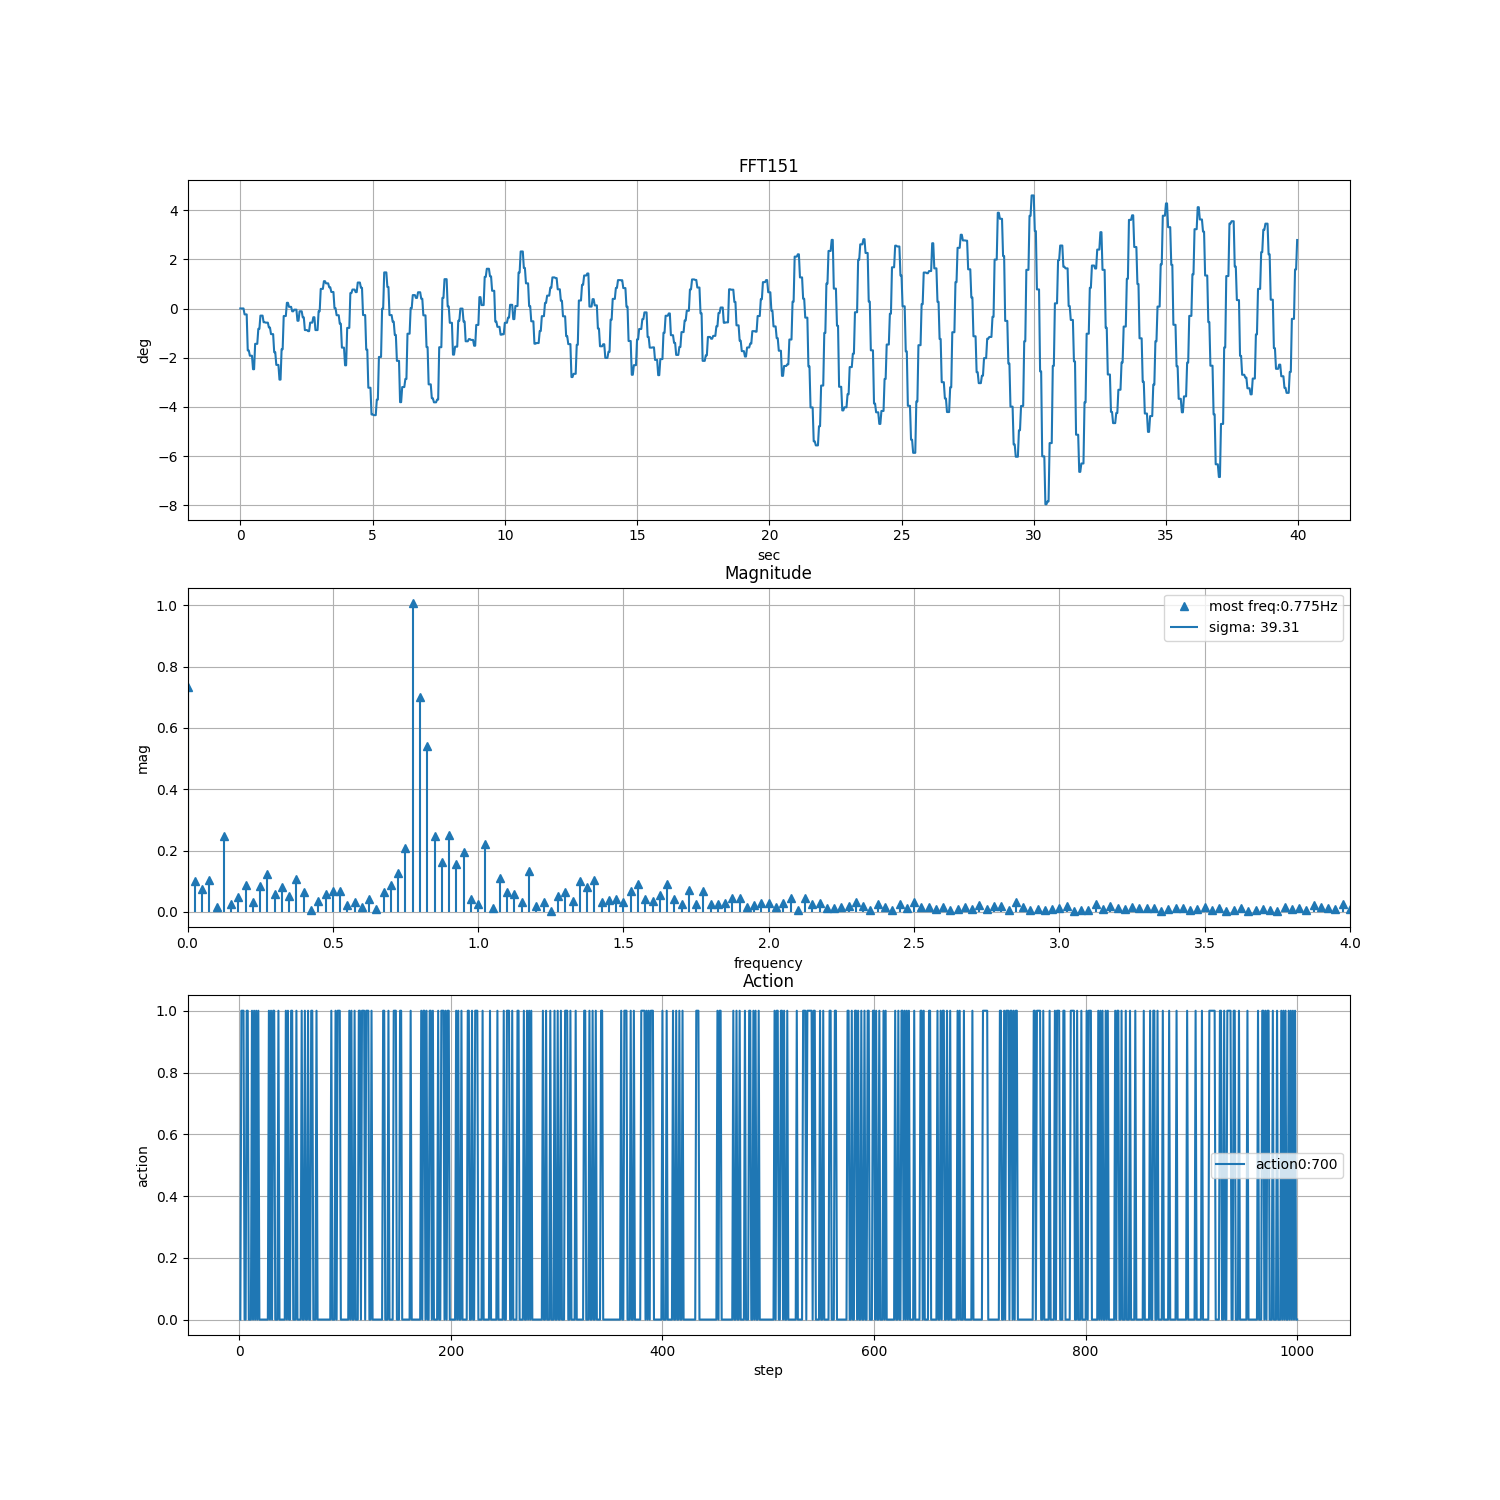 FFT151
4
2
0
−2
−4
−6
−8
deg
0 5 10 15 20 25 30 35 40
sec
Magnitude
1.0
0.8
0.6
0.4
0.2
0.0
mag
most freq:0.775Hz
sigma: 39.31
0.0 0.5 1.0 1.5 2.0 2.5 3.0 3.5 4.0
frequency
Action
1.0
0.8
0.6
0.4
0.2
0.0
action
action0:700
0 200 400 600 800 1000
step